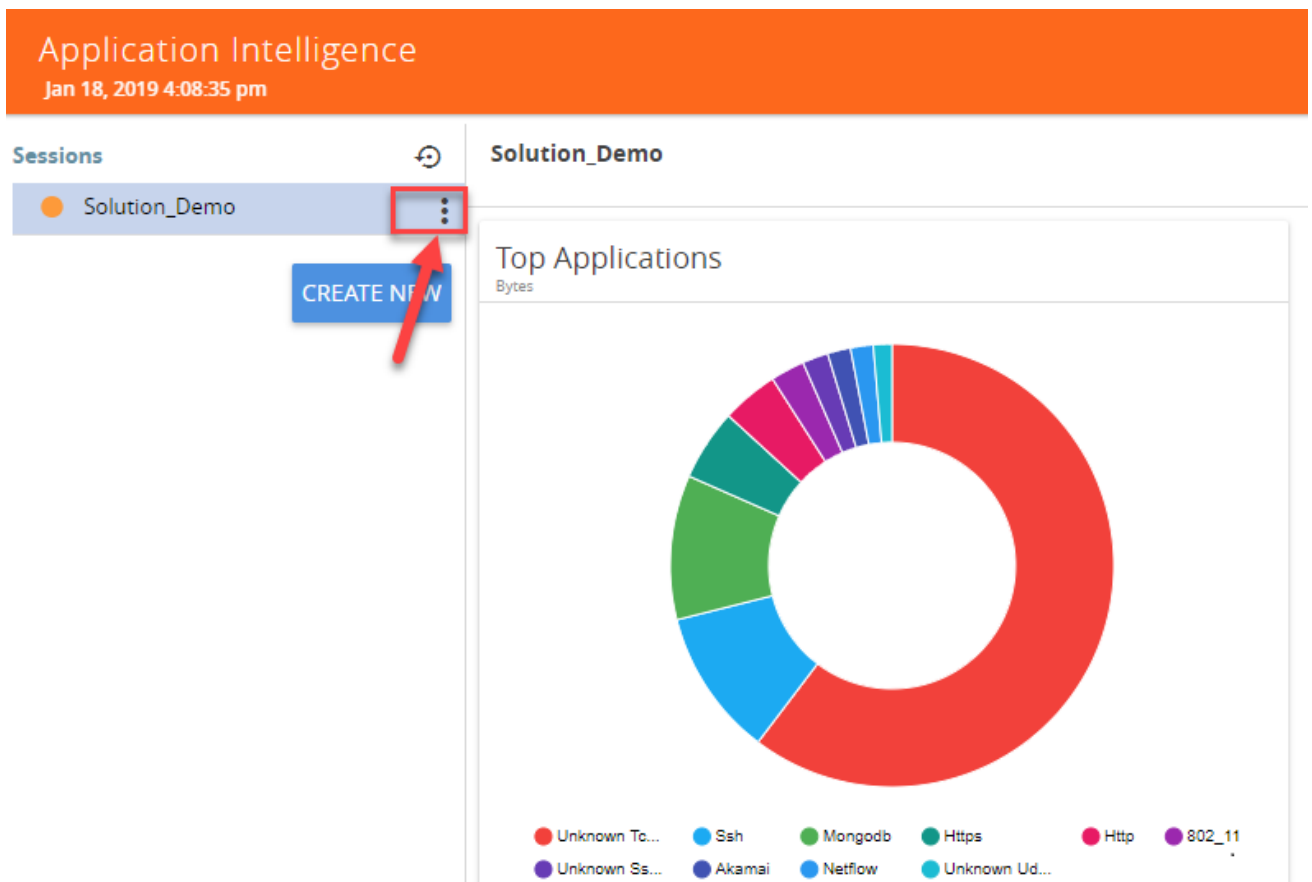 Application Intelligence
Jan 18, 2019 4:08:35 pm
Sessions
Solution_Demo
CREATE NEW
Solution_Demo
Top Applications
Bytes
Unknown Tc... Ssh Mongodb Https Http 802_11
Unknown Ss... Akamai Netflow Unknown Ud...